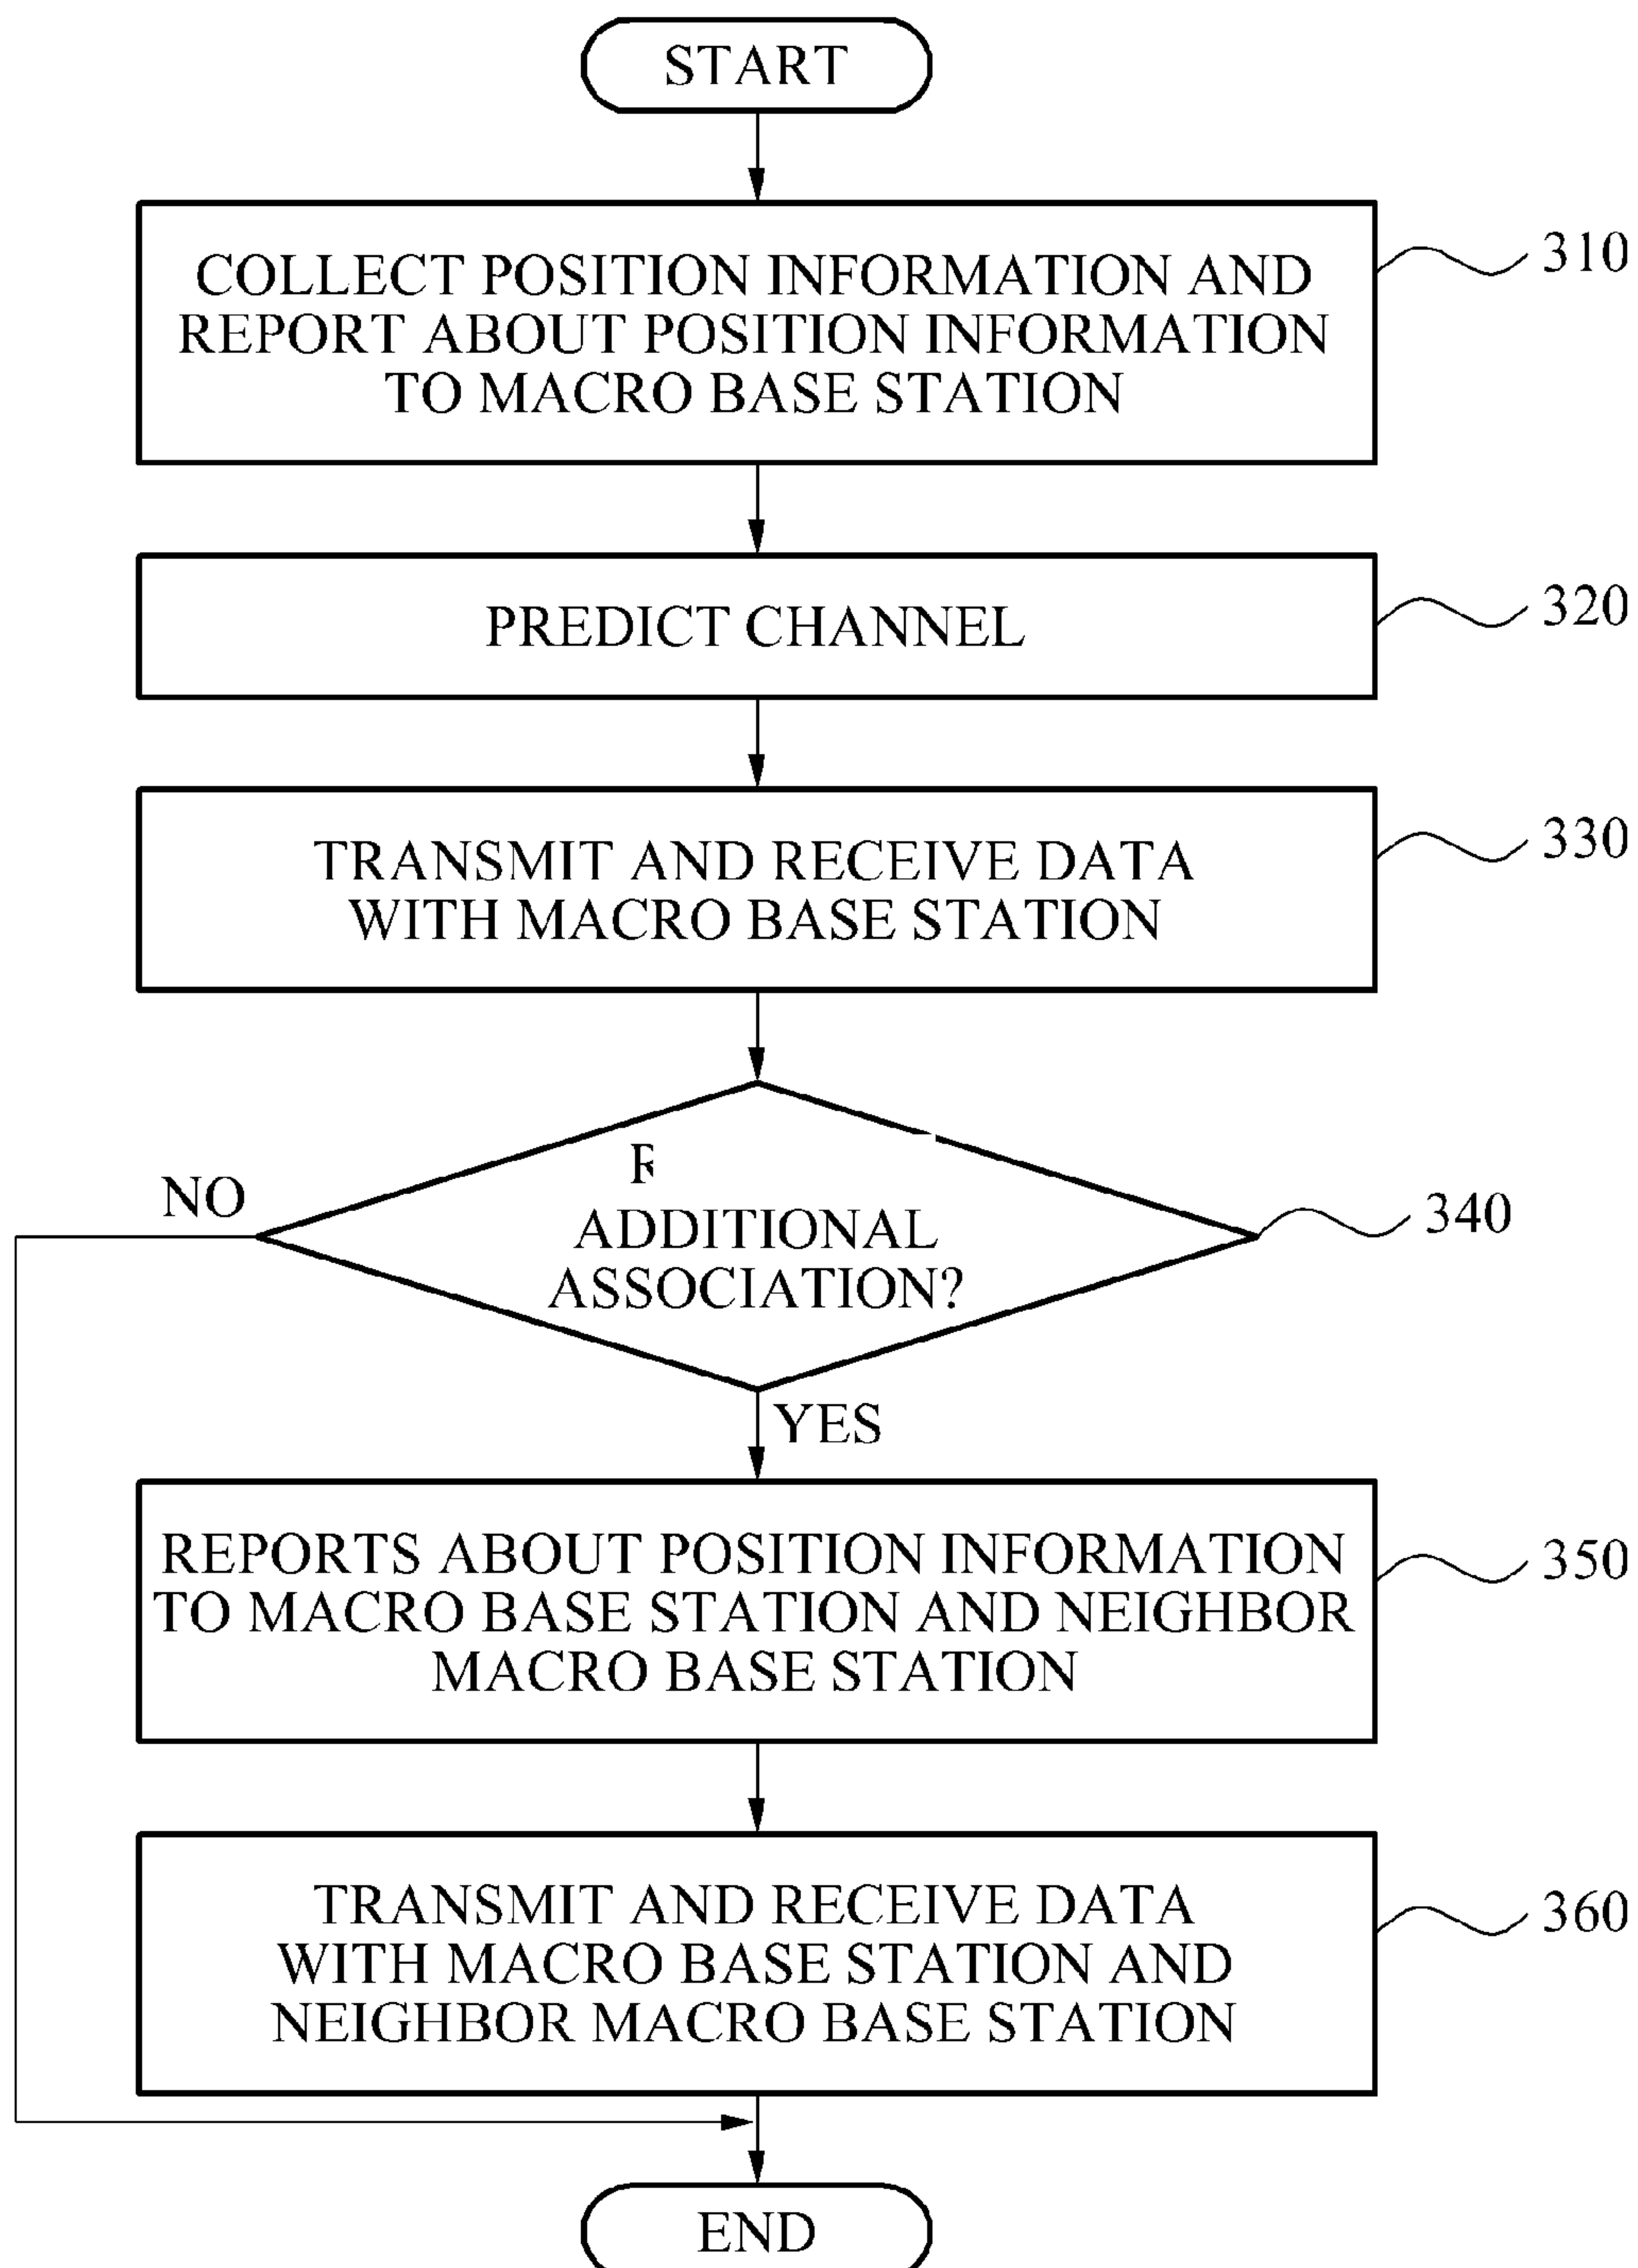 START
COLLECT POSITION INFORMATION AND
REPORT ABOUT POSITION INFORMATION
TO MACRO BASE STATION
310
PREDICT CHANNEL
320
TRANSMIT AND RECEIVE DATA
WITH MACRO BASE STATION
330
NO
ADDITIONAL
ASSOCIATION?
340
YES
REPORTS ABOUT POSITION INFORMATION
TO MACRO BASE STATION AND NEIGHBOR
MACRO BASE STATION
350
TRANSMIT AND RECEIVE DATA
WITH MACRO BASE STATION AND
NEIGHBOR MACRO BASE STATION
360
END